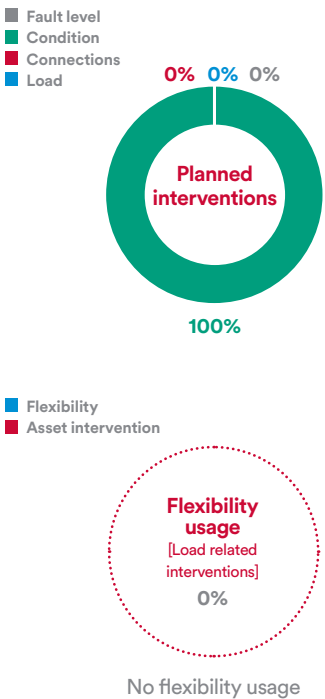 Fault level
Condition
Connections
Load
0% 0% 0%
Planned
interventions
100%
Flexibility
Asset intervention
Flexibility
usage
[Load related
interventions]
0%
No flexibility usage